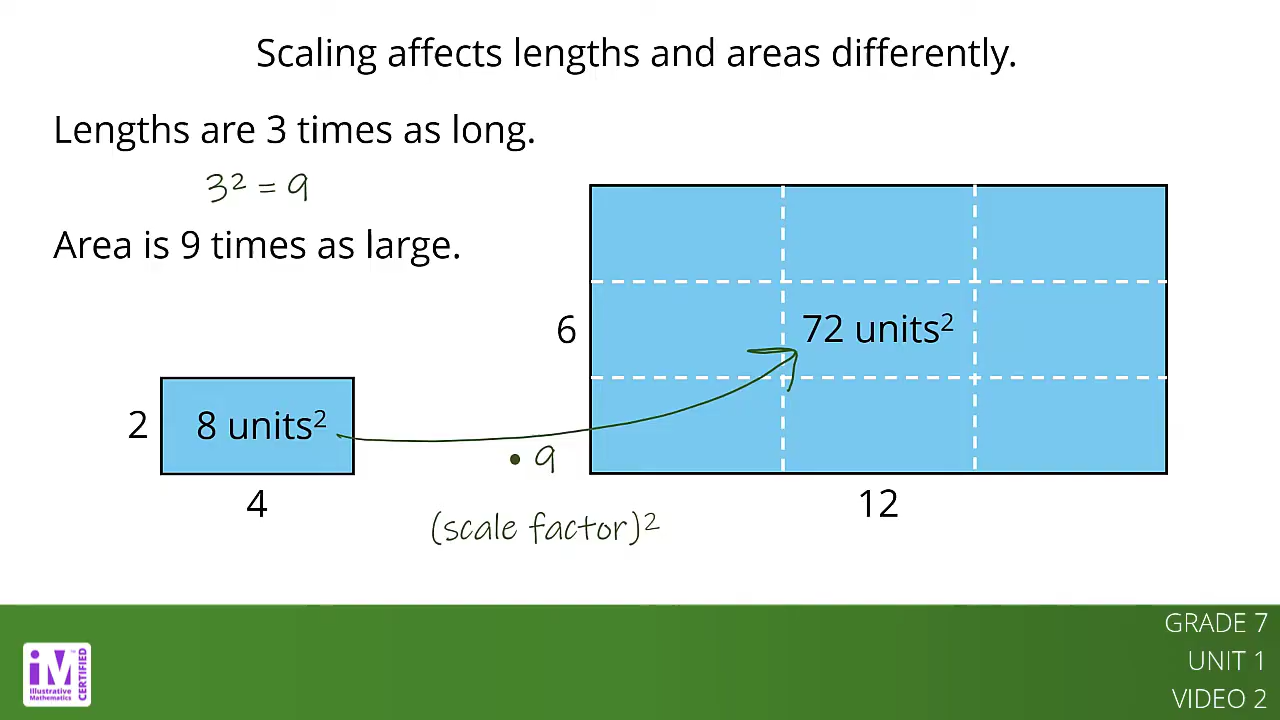 Scaling affects lengths and areas differently.
Lengths are 3 times as long.
3² = 9
Area is 9 times as large.
6
72 units²
2
8 units²
• 9
4
12
(scale factor)²
GRADE 7
UNIT 1
VIDEO 2
iM™
Illustrative
Mathematics
CERTIFIED